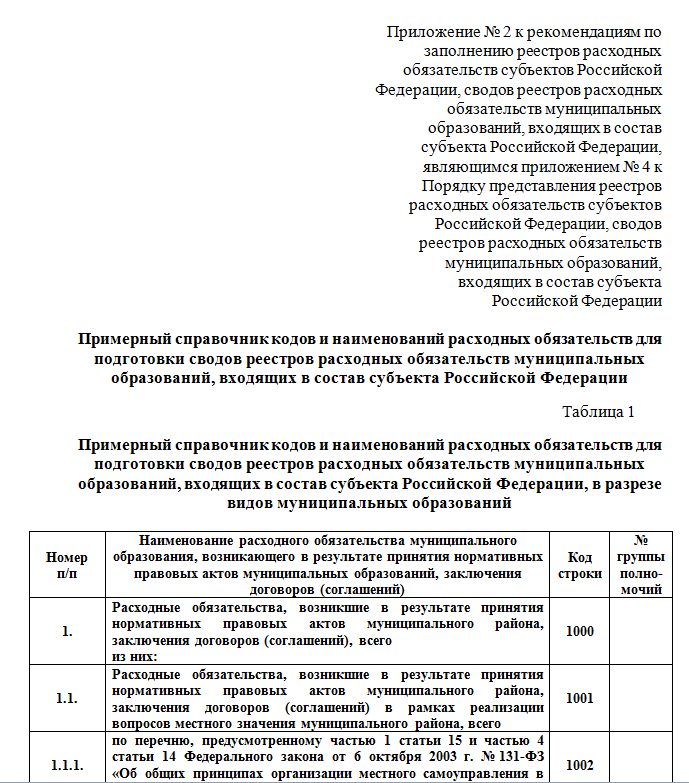 Приложение № 2 к рекомендациям по
заполнению реестров расходных
обязательств субъектов Российской
Федерации, сводов реестров расходных
обязательств муниципальных
образований, входящих в состав
субъекта Российской Федерации,
являющимся приложением № 4 к
Порядку представления реестров
расходных обязательств субъектов
Российской Федерации, сводов
реестров расходных обязательств
муниципальных образований,
входящих в состав субъекта
Российской Федерации
Примерный справочник кодов и наименований расходных обязательств для
подготовки сводов реестров расходных обязательств муниципальных
образований, входящих в состав субъекта Российской Федерации
Таблица 1
Примерный справочник кодов и наименований расходных обязательств для
подготовки сводов реестров расходных обязательств муниципальных
образований, входящих в состав субъекта Российской Федерации, в разрезе
видов муниципальных образований
Номер
п/п
Наименование расходного обязательства муниципального
образования, возникающего в результате принятия нормативных
правовых актов муниципальных образований, заключения
договоров (соглашений)
Код
строки
№
группы
полно-
мочий
1.
Расходные обязательства, возникшие в результате принятия
нормативных правовых актов муниципального района,
заключения договоров (соглашений), всего
из них:
1000
1.1.
Расходные обязательства, возникшие в результате принятия
нормативных правовых актов муниципального района,
заключения договоров (соглашений) в рамках реализации
вопросов местного значения муниципального района, всего
1001
1.1.1.
по перечню, предусмотренному частью 1 статьи 15 и частью 4
статьи 14 Федерального закона от 6 октября 2003 г. № 131-ФЗ
«Об общих принципах организации местного самоуправления в
1002